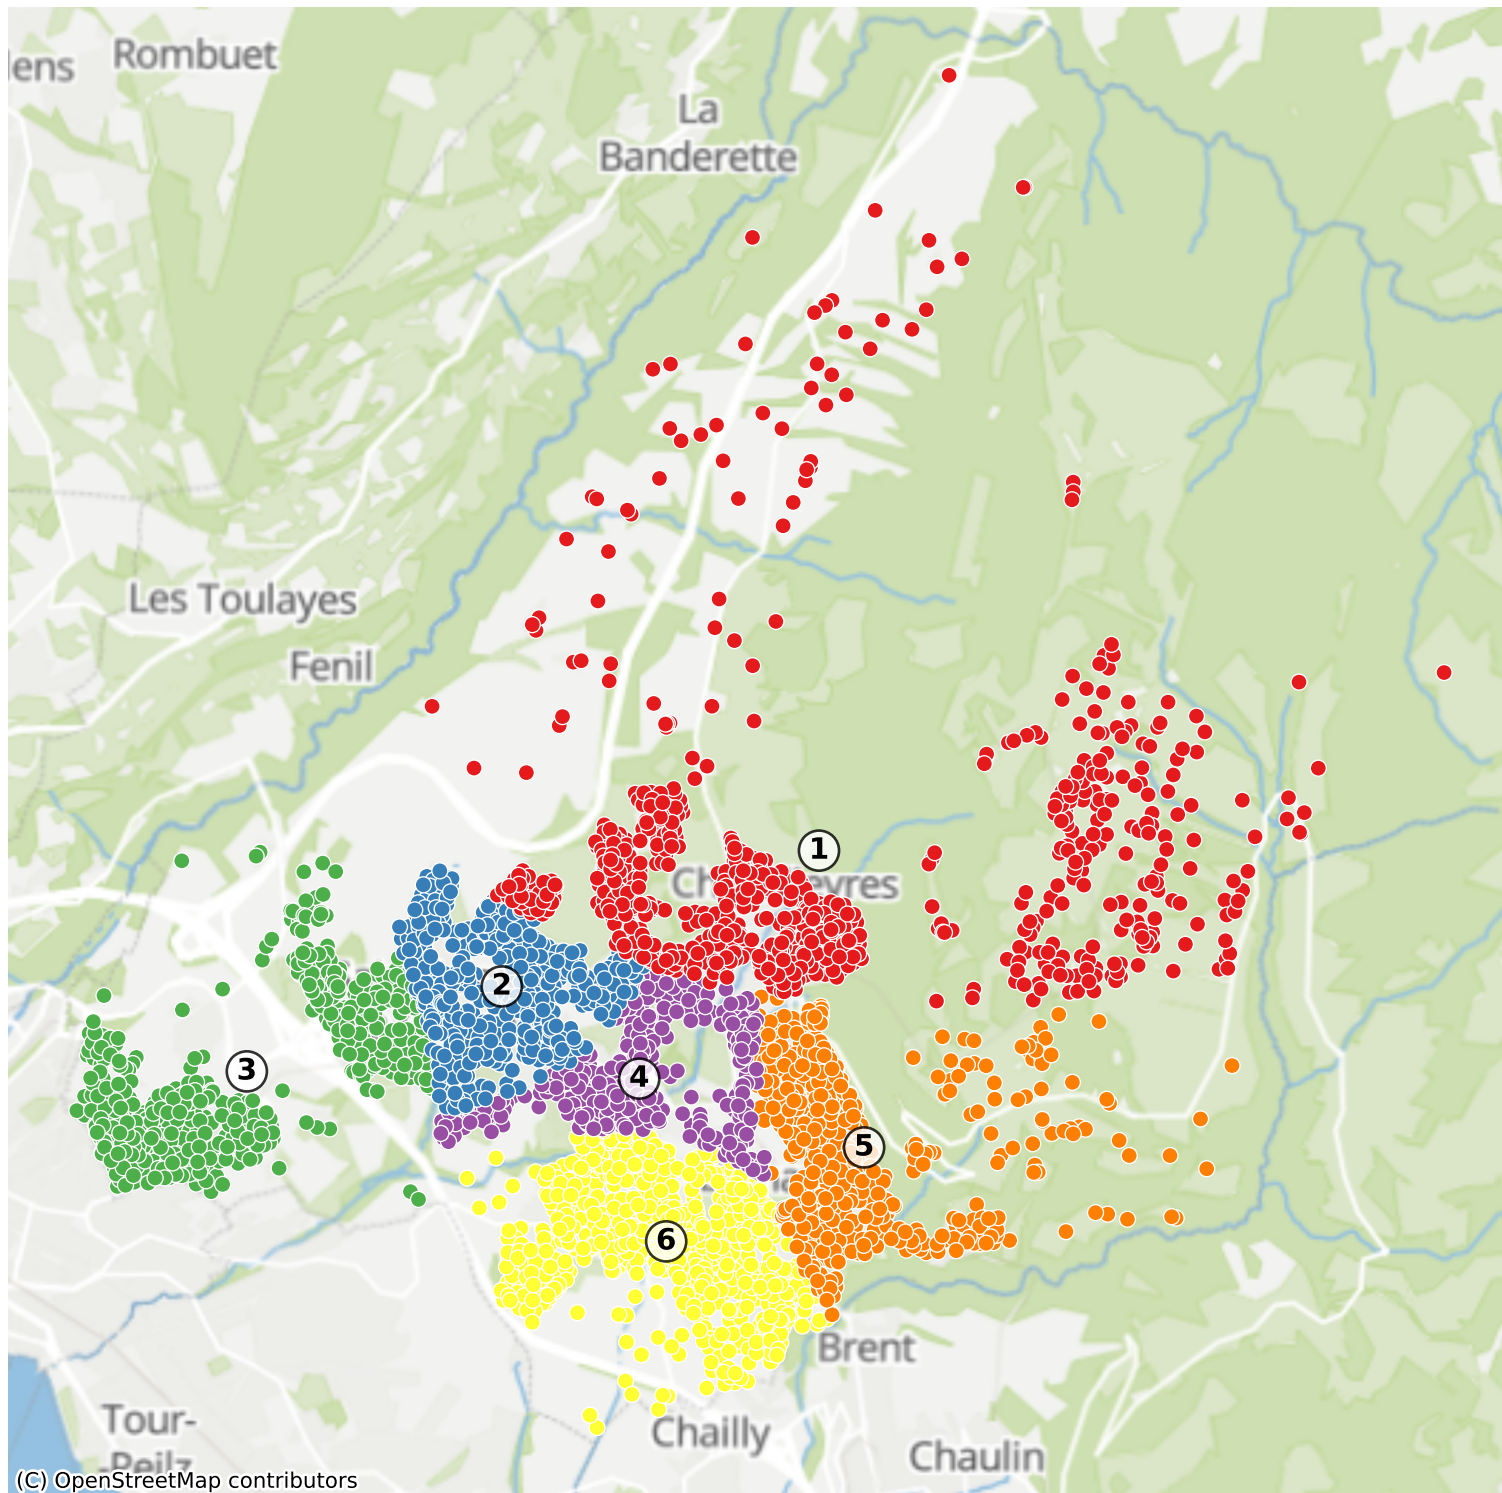 lens
Rombuet
La
Banderette
Les Toulayes
Fenil
1
2
3
4
5
6
Brent
Tour-
-Peilz
Chailly
Chaulin
(C) OpenStreetMap contributors